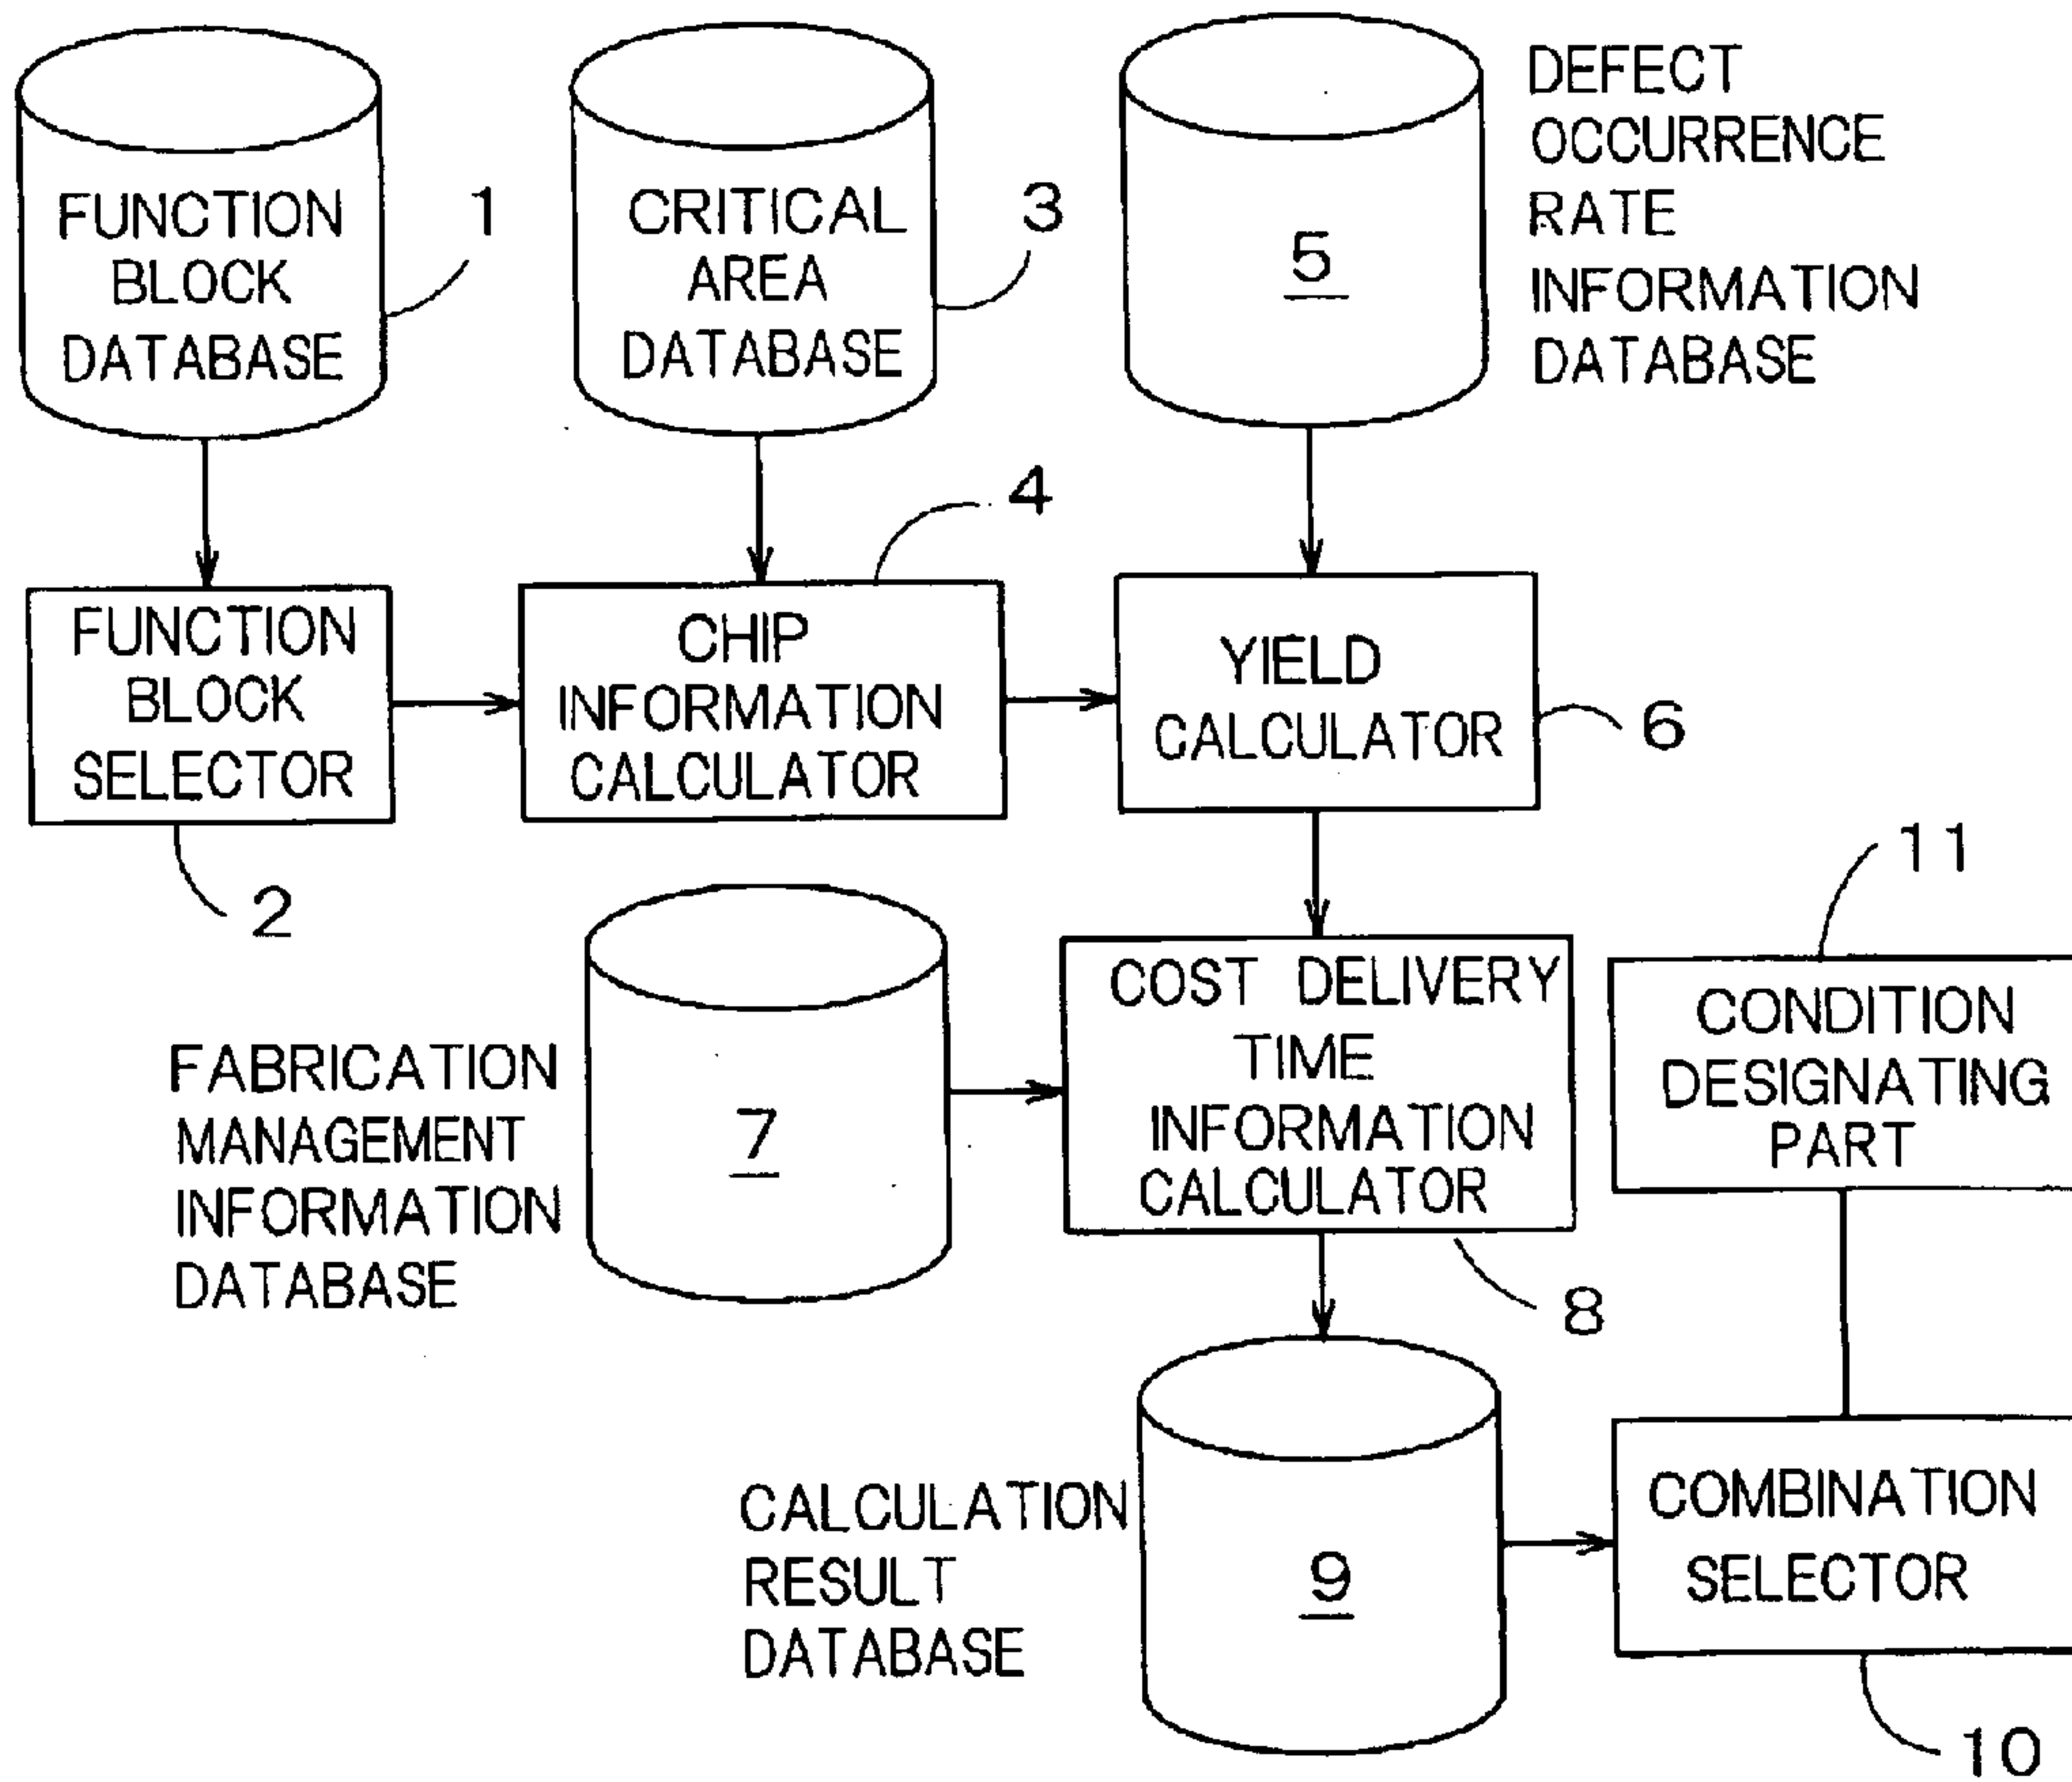 FUNCTION
BLOCK
DATABASE
1
CRITICAL
AREA
DATABASE
3
5
DEFECT
OCCURRENCE
RATE
INFORMATION
DATABASE
FUNCTION
BLOCK
SELECTOR
2
CHIP
INFORMATION
CALCULATOR
4
YIELD
CALCULATOR
6
FABRICATION
MANAGEMENT
INFORMATION
DATABASE
7
COST DELIVERY
TIME
INFORMATION
CALCULATOR
8
11
CONDITION
DESIGNATING
PART
CALCULATION
RESULT
DATABASE
9
COMBINATION
SELECTOR
10